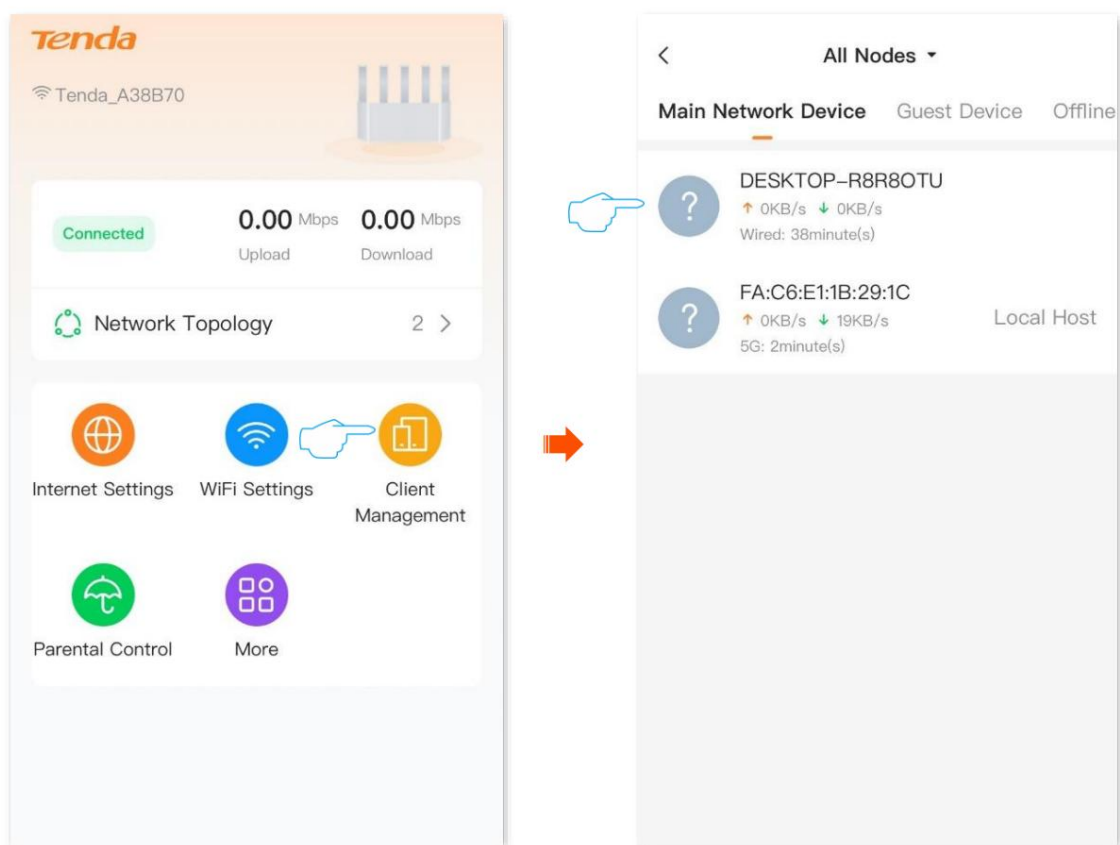 Tenda
Tenda_A38B70
Connected
0.00 Mbps 0.00 Mbps
Upload Download
Network Topology 2 >
Internet Settings WiFi Settings Client
Management
Parental Control More
< All Nodes
Main Network Device Guest Device Offline
DESKTOP-R8R8OTU
↑ 0KB/s ↓ 0KB/s
Wired: 38minute(s)
FA:C6:E1:1B:29:1C
↑ 0KB/s ↓ 19KB/s Local Host
5G: 2minute(s)